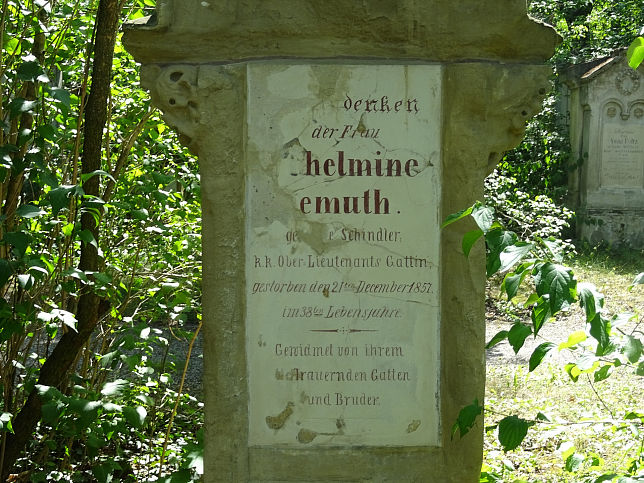 denken
der Frau
helmine
emuth.
ge e Schindler,
k.k. Ober-Lieutenants Gattin,
gestorben den 21ten December 1857.
im 38ten Lebensjahre.
Gewidmet von ihrem
trauernden Gatten
und Bruder.